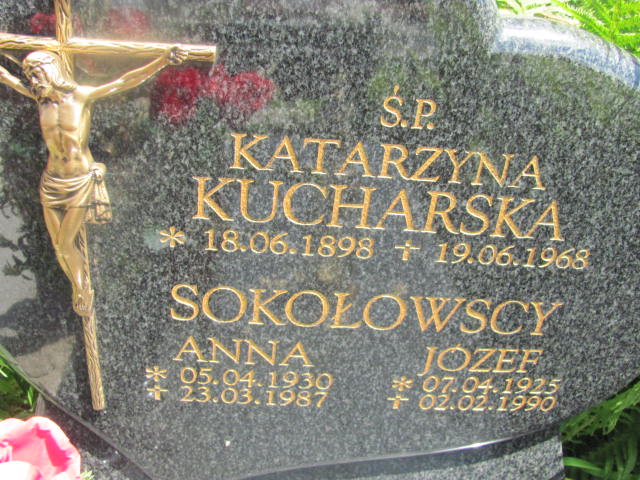 Ś.P.
KATARZYNA
KUCHARSKA
* 18.06.1898 ✝ 19.06.1968
SOKOŁOWSCY
ANNA JÓZEF
* 05.04.1930 * 07.04.1925
✝ 23.03.1987 ✝ 02.02.1990